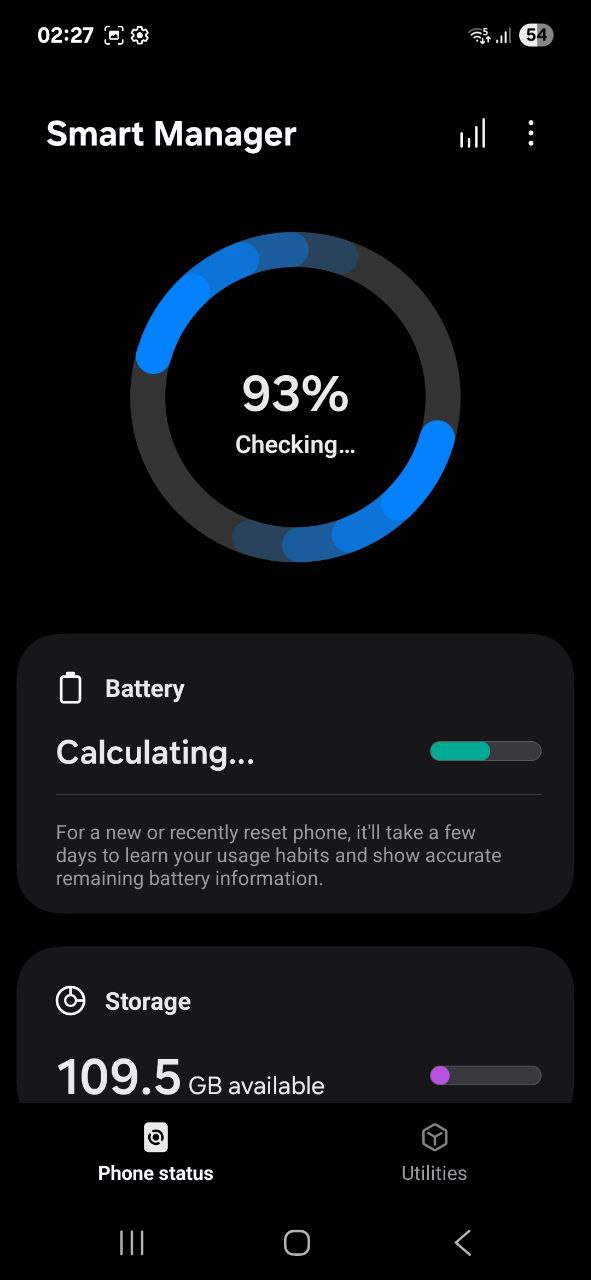 02:27
54
Smart Manager
93%
Checking...
Battery
Calculating...
For a new or recently reset phone, it'll take a few
days to learn your usage habits and show accurate
remaining battery information.
Storage
109.5 GB available
Phone status
Utilities